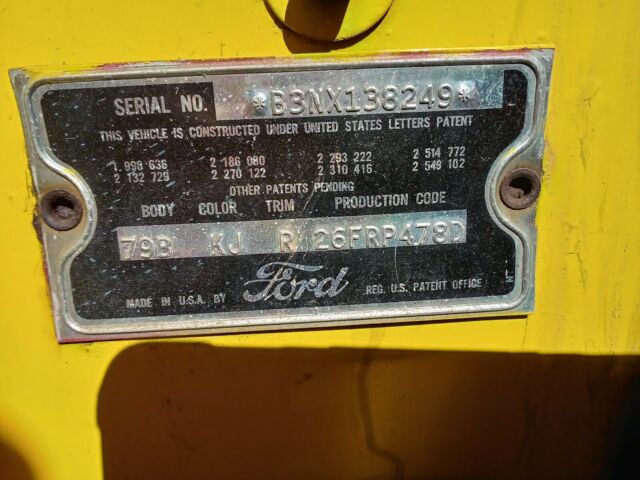 SERIAL NO. *B3NX138249*
THIS VEHICLE IS CONSTRUCTED UNDER UNITED STATES LETTERS PATENT
1 998 636 2 186 080 2 293 222 2 514 772
2 132 729 2 270 122 2 310 416 2 549 102
OTHER PATENTS PENDING
BODY COLOR TRIM PRODUCTION CODE
79B KJ R 26FRP478D
MADE IN U.S.A. BY Ford REG. U.S. PATENT OFFICE